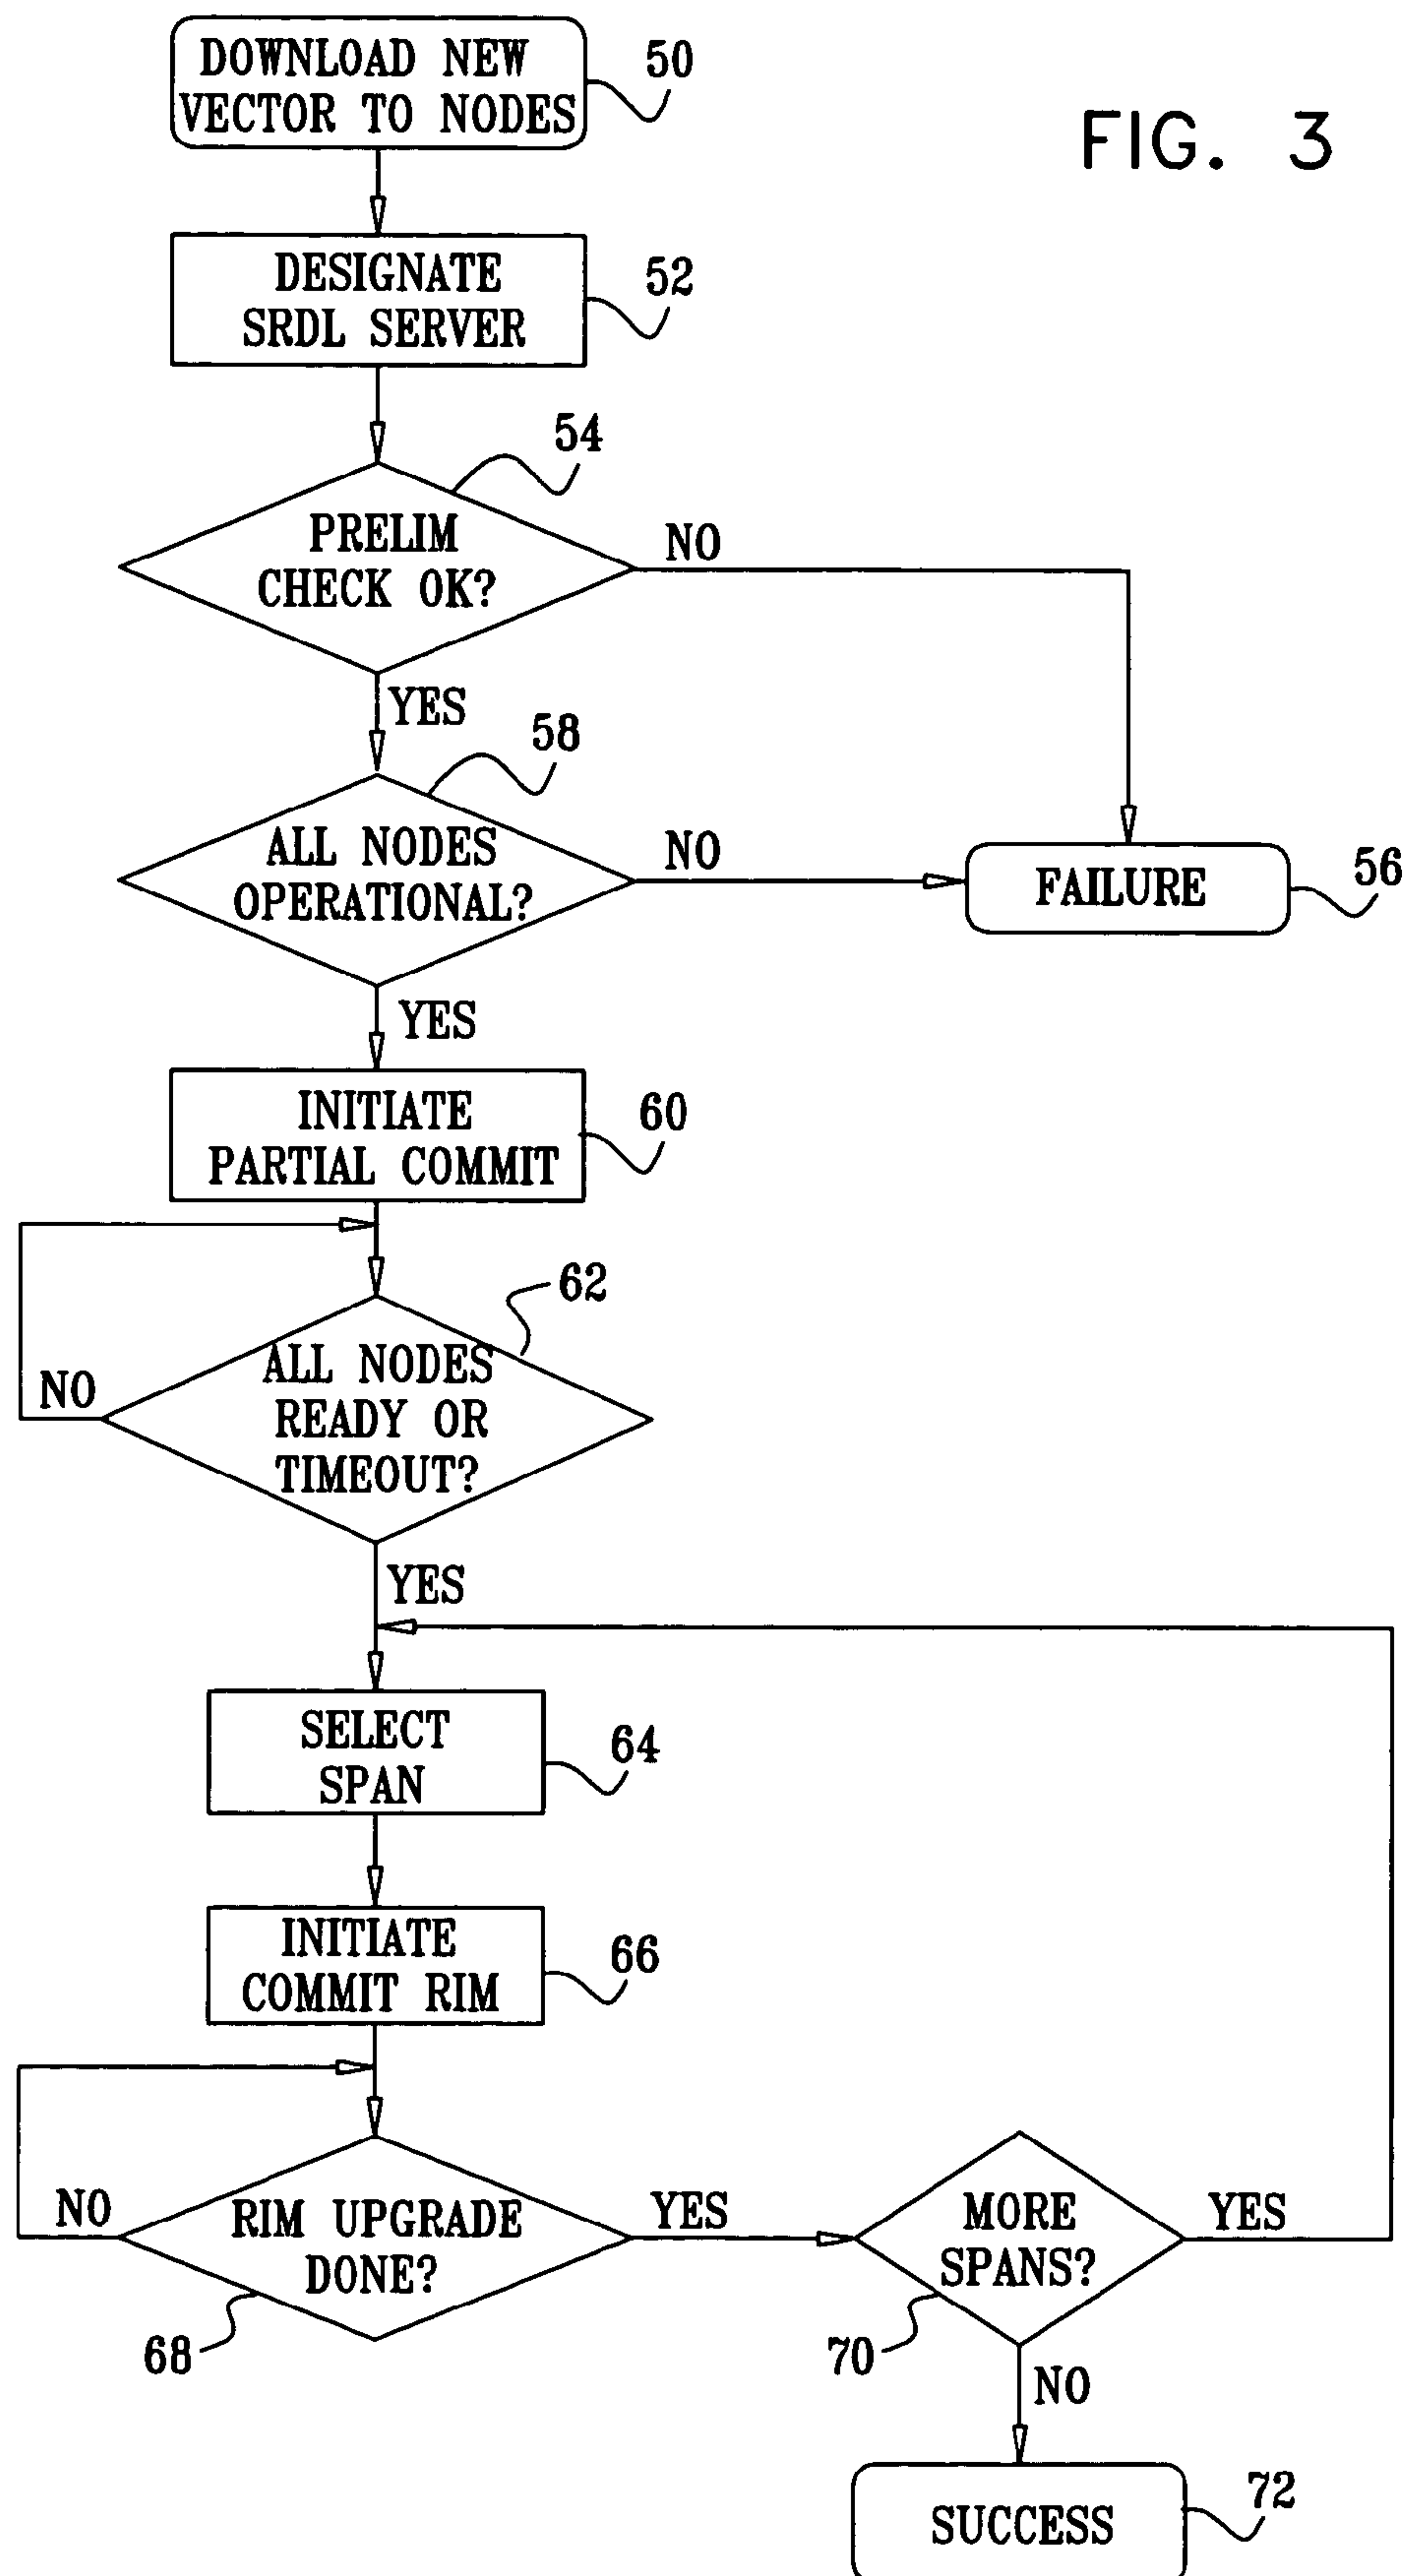 DOWNLOAD NEW
VECTOR TO NODES
50
FIG. 3
DESIGNATE
SRDL SERVER
52
54
PRELIM
CHECK OK?
NO
YES
58
ALL NODES
OPERATIONAL?
NO
FAILURE
56
YES
INITIATE
PARTIAL COMMIT
60
62
ALL NODES
READY OR
TIMEOUT?
NO
YES
SELECT
SPAN
64
INITIATE
COMMIT RIM
66
NO
RIM UPGRADE
DONE?
68
YES
MORE
SPANS?
70
YES
NO
SUCCESS
72